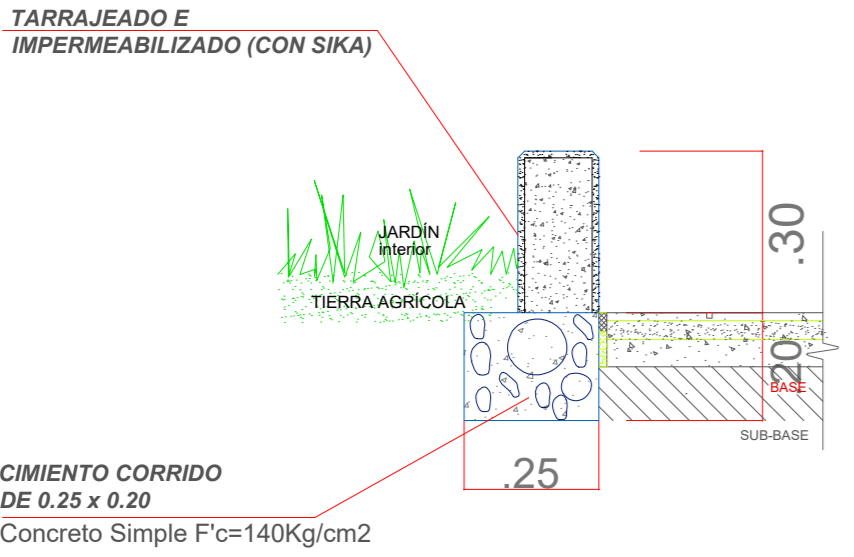 TARRAJEADO E
IMPERMEABILIZADO (CON SIKA)
.30
JARDÍN
interior
TIERRA AGRÍCOLA
.20
BASE
SUB-BASE
.25
CIMIENTO CORRIDO
DE 0.25 x 0.20
Concreto Simple F'c=140Kg/cm2